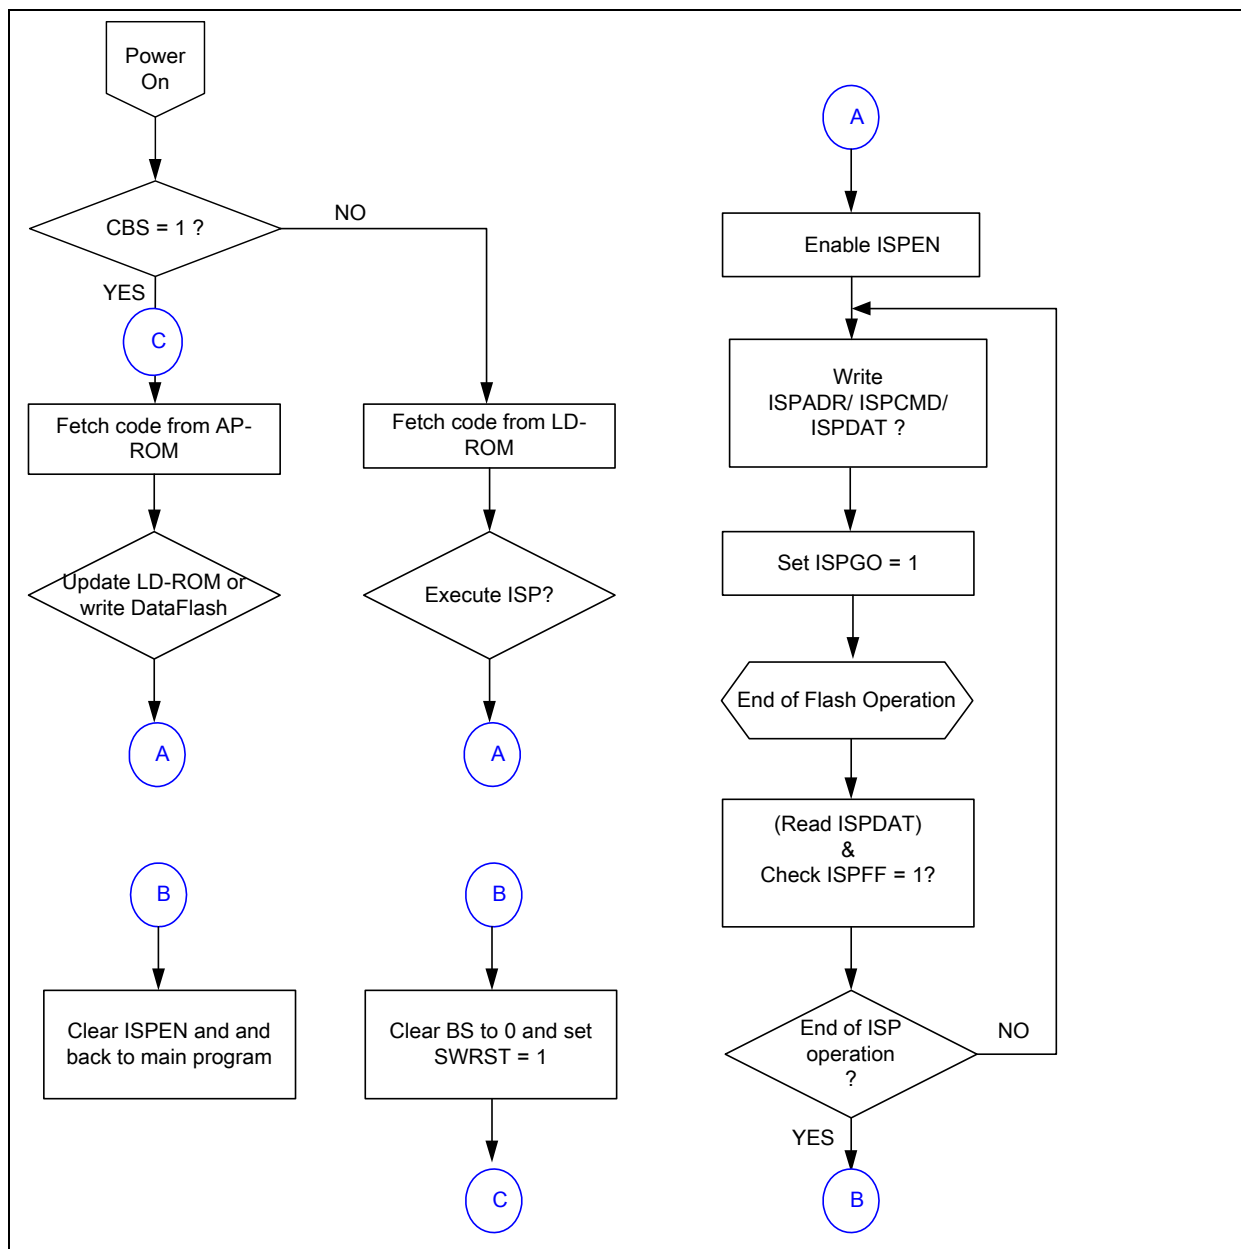 Power
On
CBS = 1 ?
NO
YES
C
Fetch code from AP-
ROM
Fetch code from LD-
ROM
Update LD-ROM or
write DataFlash
Execute ISP?
A
A
B
B
Clear ISPEN and and
back to main program
Clear BS to 0 and set
SWRST = 1
C
A
Enable ISPEN
Write
ISPADR/ ISPCMD/
ISPDAT ?
Set ISPGO = 1
End of Flash Operation
(Read ISPDAT)
&
Check ISPFF = 1?
End of ISP
operation
?
NO
YES
B